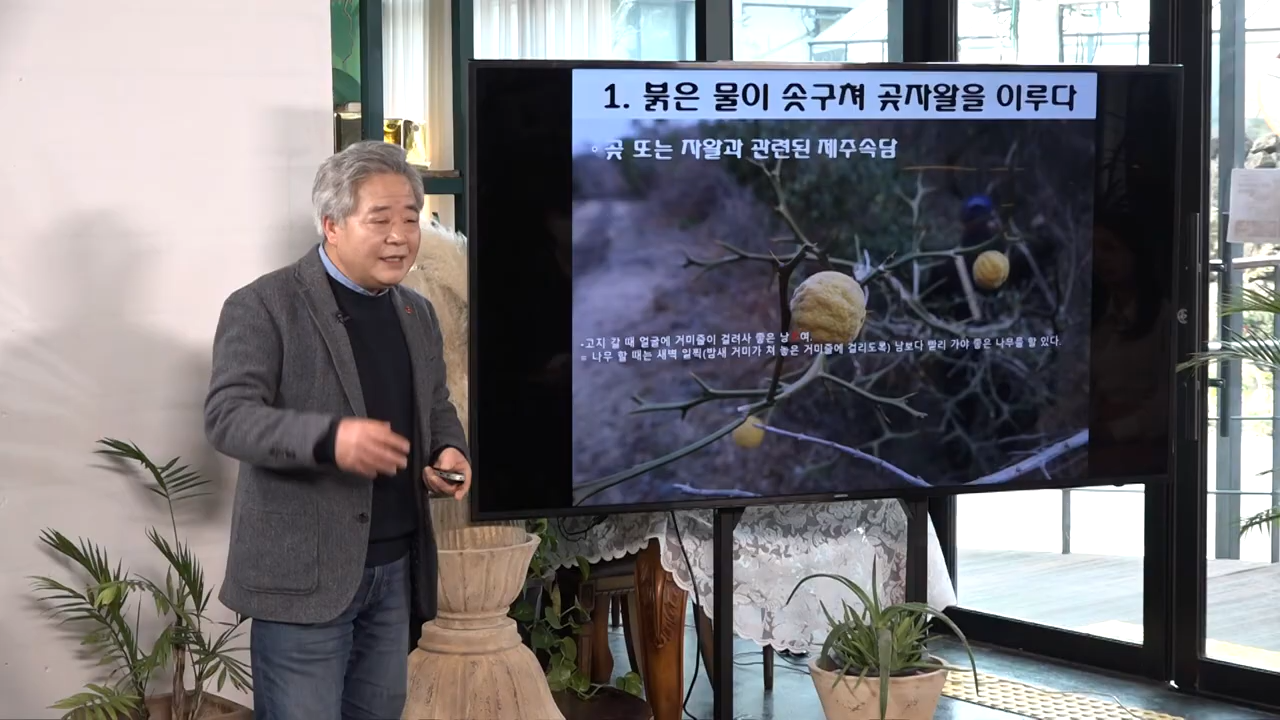 1. 붉은 물이 솟구쳐 곶자왈을 이루다
◦ 곶 또는 자왈과 관련된 제주속담
-고지 갈 때 얼굴에 거미줄이 걸려사 좋은 낭 여.
= 나무 할 때는 새벽 일찍(밤새 거미가 쳐 놓은 거미줄에 걸리도록) 남보다 빨리 가야 좋은 나무를 할 있다.